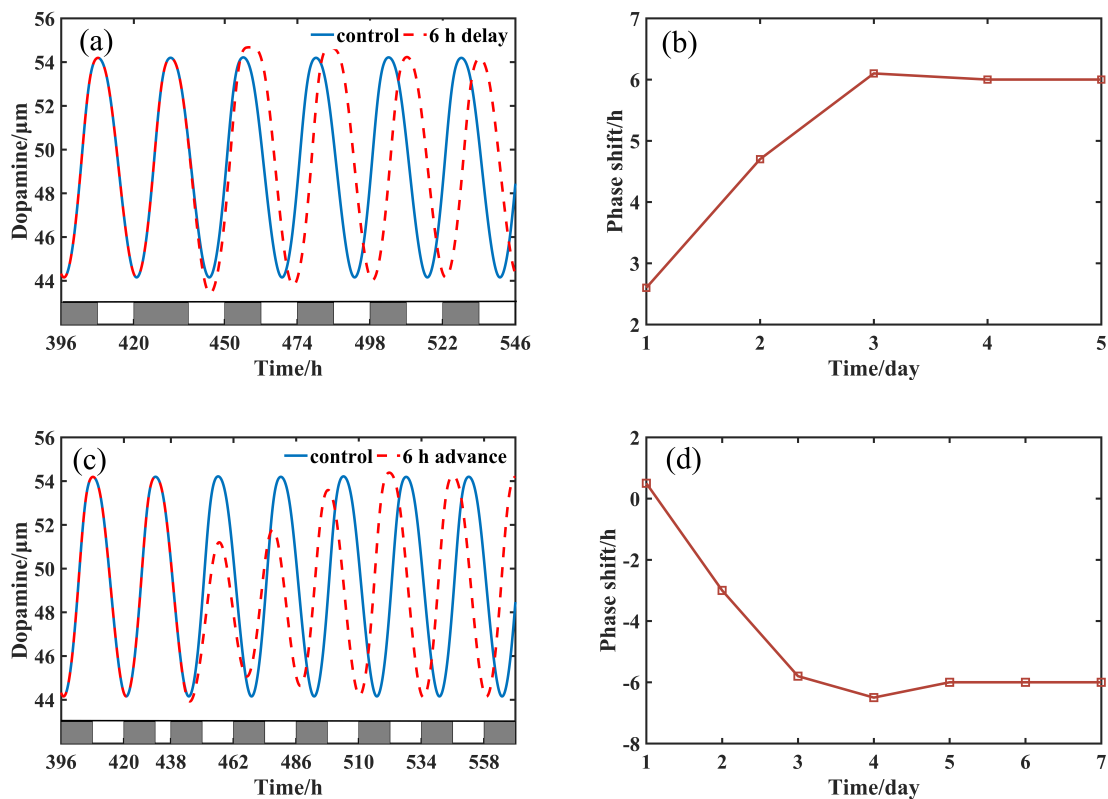 (a)
control 6 h delay
Dopamine/μm
56
54
52
50
48
46
44
396 420 450 474 498 522 546
Time/h
(b)
Phase shift/h
7
6
5
4
3
2
1 2 3 4 5
Time/day
(c)
control 6 h advance
Dopamine/μm
56
54
52
50
48
46
44
396 420 438 462 486 510 534 558
Time/h
(d)
Phase shift/h
2
0
-2
-4
-6
-8
1 2 3 4 5 6 7
Time/day